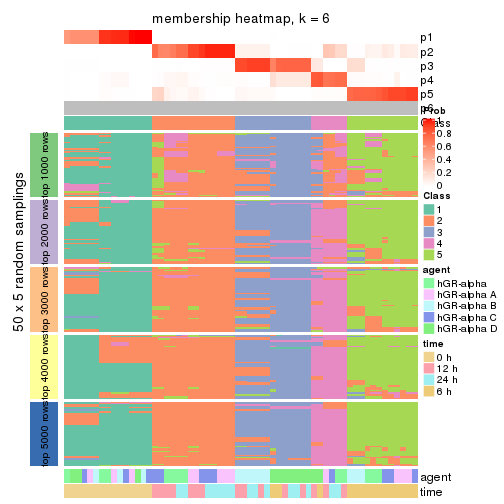 membership heatmap, k = 6
p1
p2
p3
p4
p5
p6
Prob
1
0.8
0.6
0.4
0.2
0
Class
Class
1
2
3
4
5
agent
hGR-alpha
hGR-alpha A
hGR-alpha B
hGR-alpha C
hGR-alpha D
time
0 h
12 h
24 h
6 h
50 x 5 random samplings
top 1000 rows
top 2000 rows
top 3000 rows
top 4000 rows
top 5000 rows
agent
time